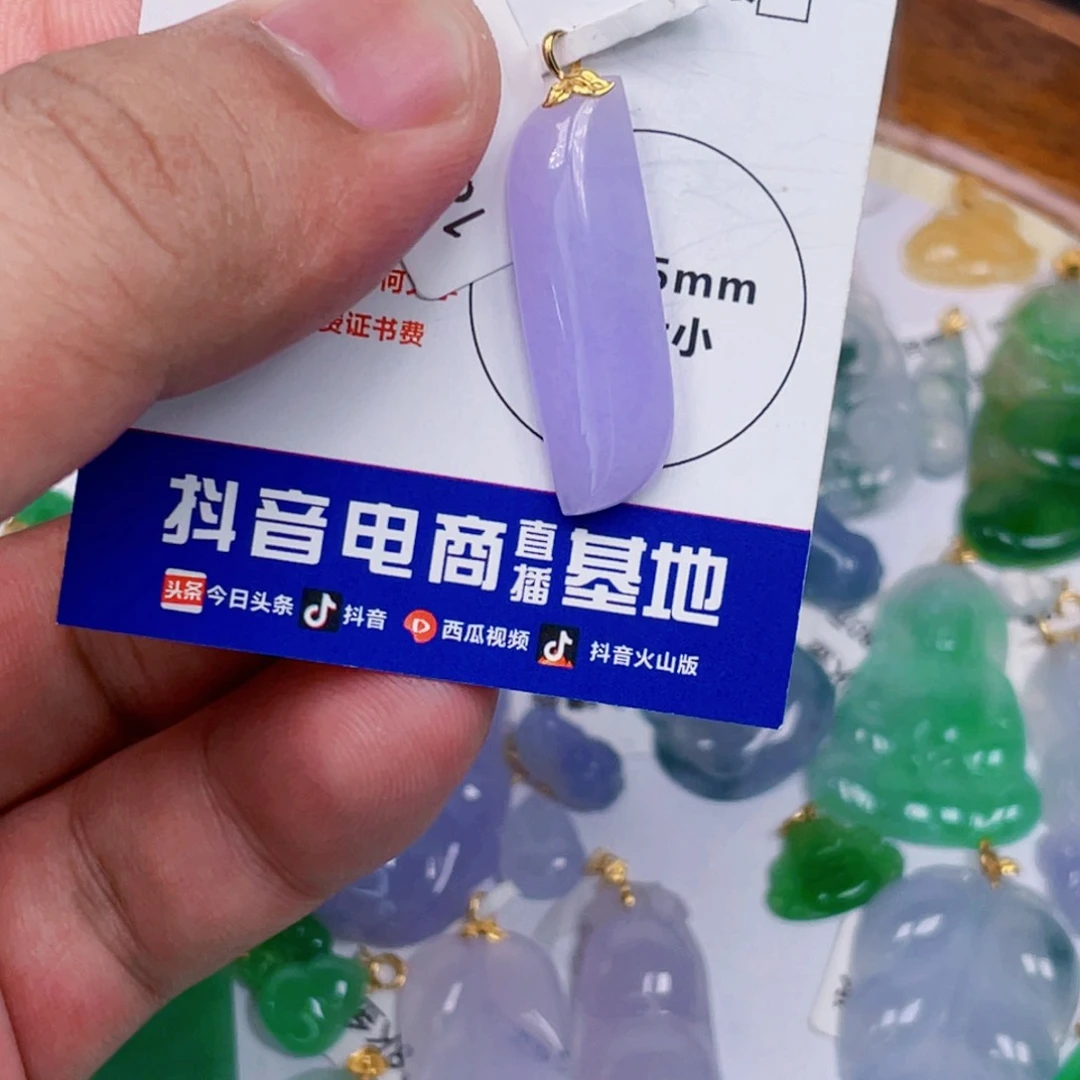 证书费
5mm
小
抖音电商直播基地
头条 今日头条 抖音 西瓜视频 抖音火山版